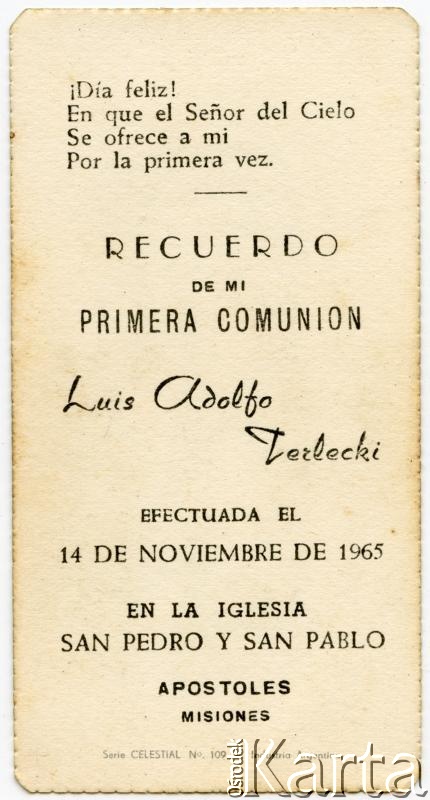 ¡Día feliz!
En que el Señor del Cielo
Se ofrece a mi
Por la primera vez.
RECUERDO
DE MI
PRIMERA COMUNION
Luis Adolfo
Terlecki
EFECTUADA EL
14 DE NOVIEMBRE DE 1965
EN LA IGLESIA
SAN PEDRO Y SAN PABLO
APOSTOLES
MISIONES
Serie CELESTIAL Nº. 109 Industria Argentina
Ośrodek Karta